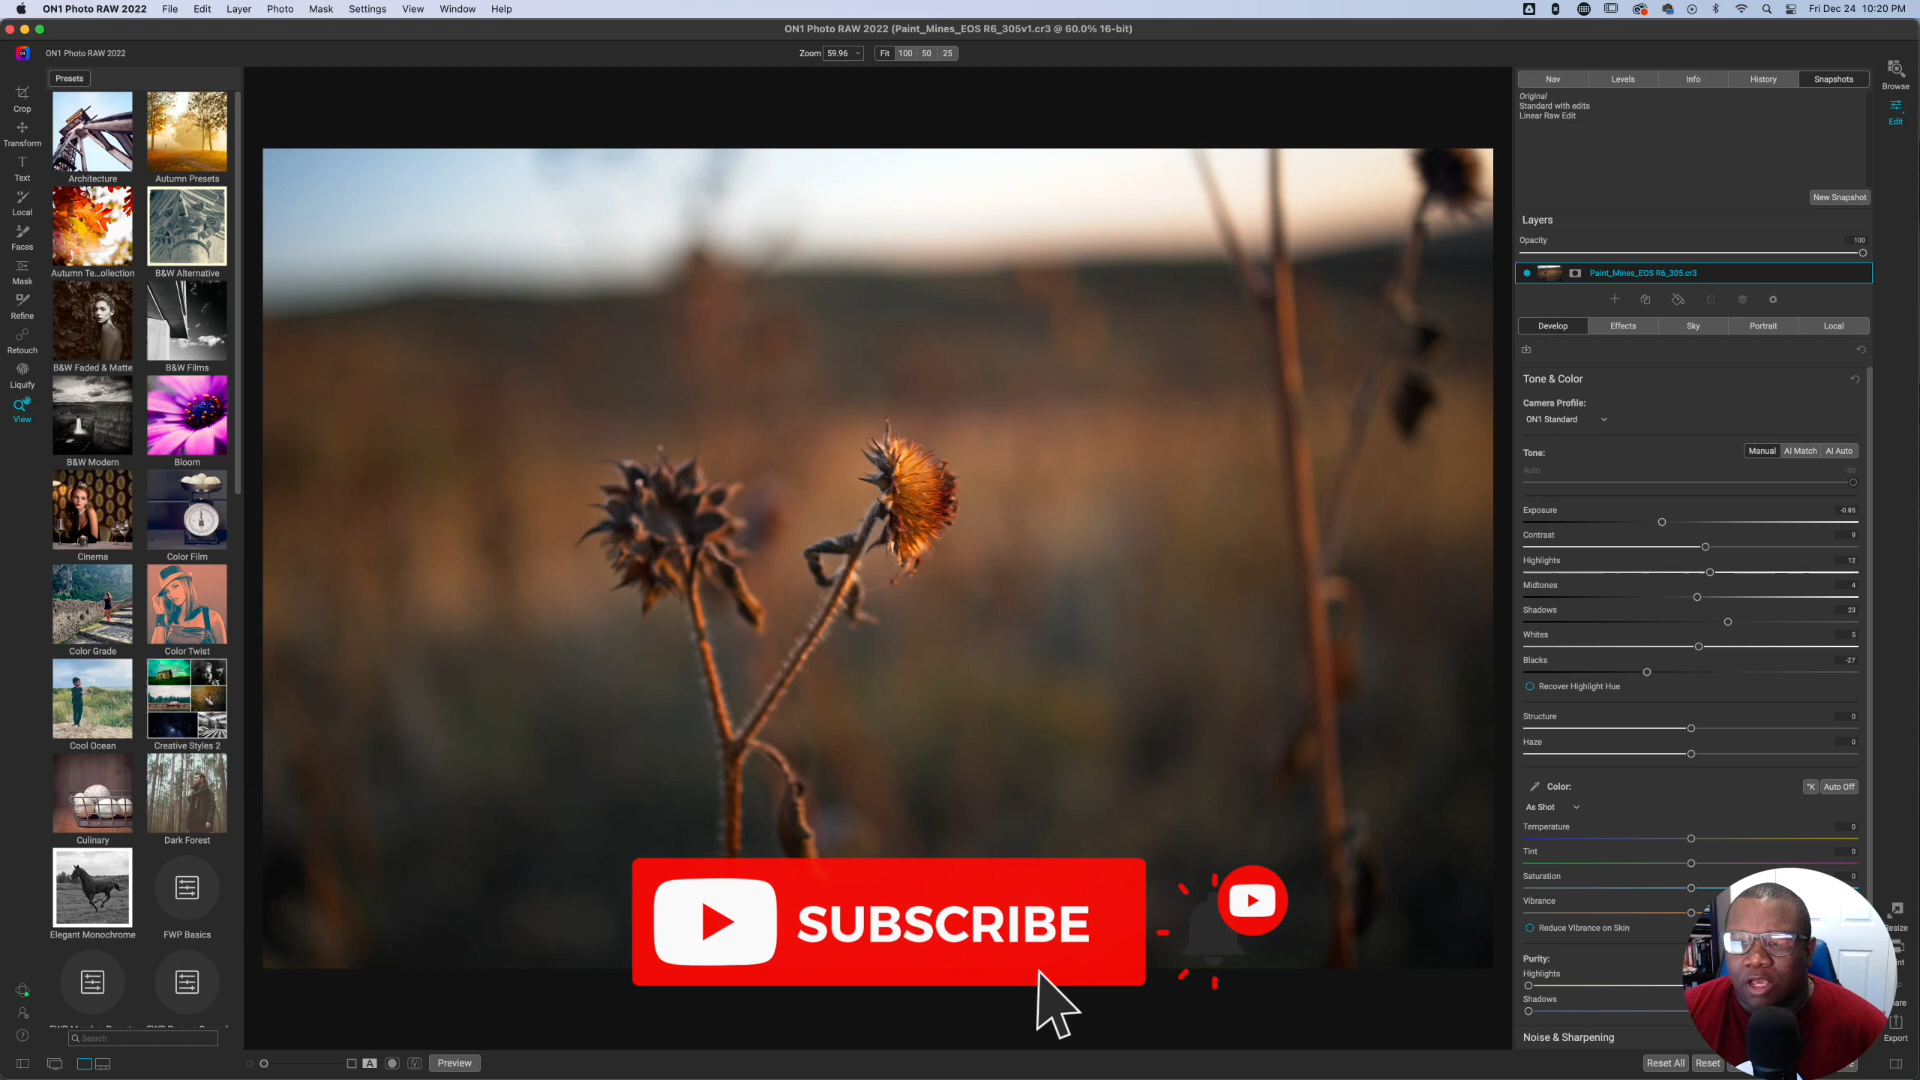 ON1 Photo RAW 2022 File Edit Layer Photo Mask Settings View Window Help
Fri Dec 24 10:20 PM
ON1 Photo RAW 2022 (Paint_Mines_EOS R6_305v1.cr3 @ 60.0% 16-bit)
ON1 Photo RAW 2022
Zoom 59.96 Fit 100 50 25
Presets
Crop
Transform
Text
Local
Faces
Mask
Refine
Retouch
Liquify
View
Architecture Autumn Presets
Autumn Te...ollection B&W Alternative
B&W Faded & Matte B&W Films
B&W Modern Bloom
Cinema Color Film
Color Grade Color Twist
Cool Ocean Creative Styles 2
Culinary Dark Forest
Elegant Monochrome FWP Basics
Search
A
Preview
SUBSCRIBE
Nav Levels Info History Snapshots
Original
Standard with edits
Linear Raw Edit
New Snapshot
Browse
Edit
Layers
Opacity 100
Paint_Mines_EOS R6_305.cr3
Develop Effects Sky Portrait Local
Tone & Color
Camera Profile:
ON1 Standard
Tone: Manual AI Match AI Auto
Auto 100
Exposure -0.85
Contrast 9
Highlights 12
Midtones 4
Shadows 23
Whites 5
Blacks -27
Recover Highlight Hue
Structure 0
Haze 0
Color: °K Auto Off
As Shot
Temperature 0
Tint 0
Saturation 0
Vibrance
Reduce Vibrance on Skin
Purity:
Highlights
Shadows
Noise & Sharpening
Export
Reset All Reset